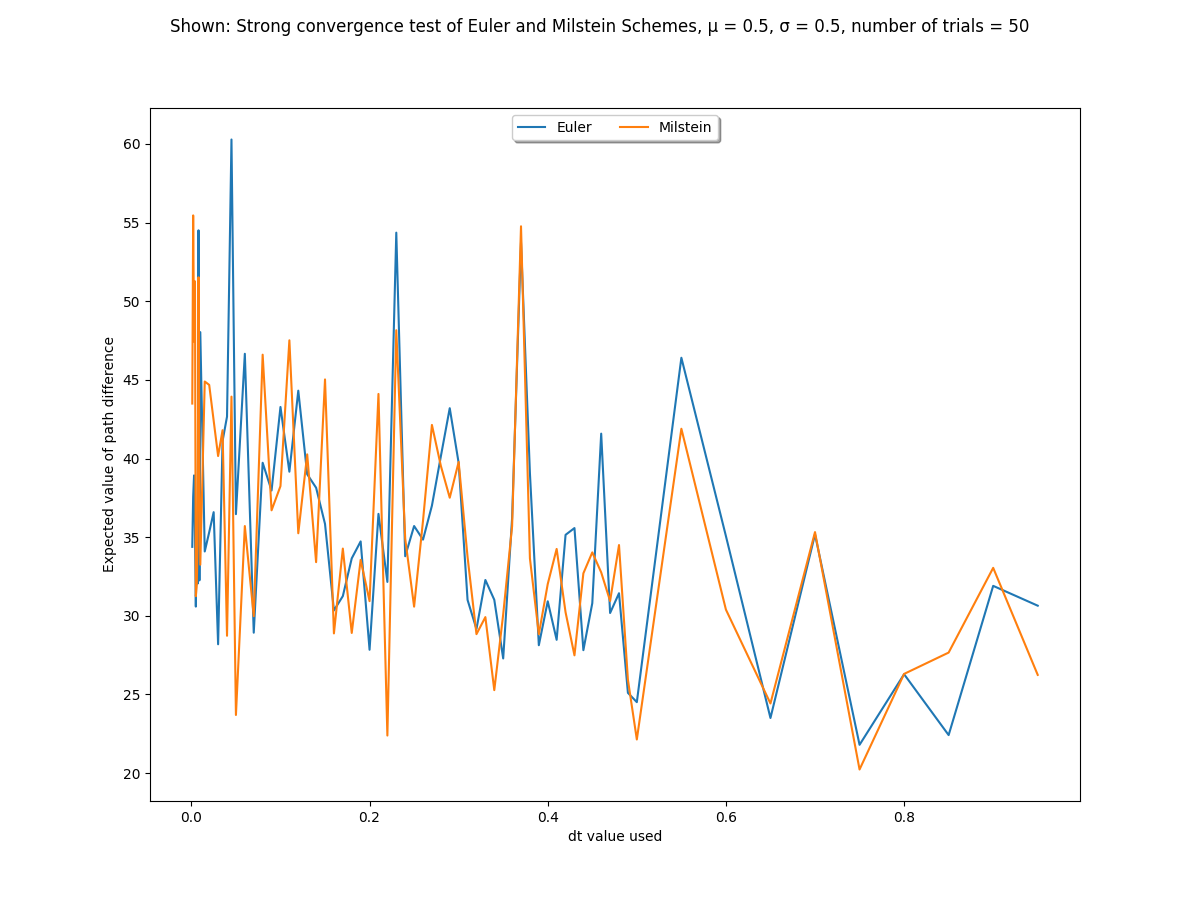 Shown: Strong convergence test of Euler and Milstein Schemes, μ = 0.5, σ = 0.5, number of trials = 50
Euler
Milstein
Expected value of path difference
60
55
50
45
40
35
30
25
20
0.0
0.2
0.4
0.6
0.8
dt value used